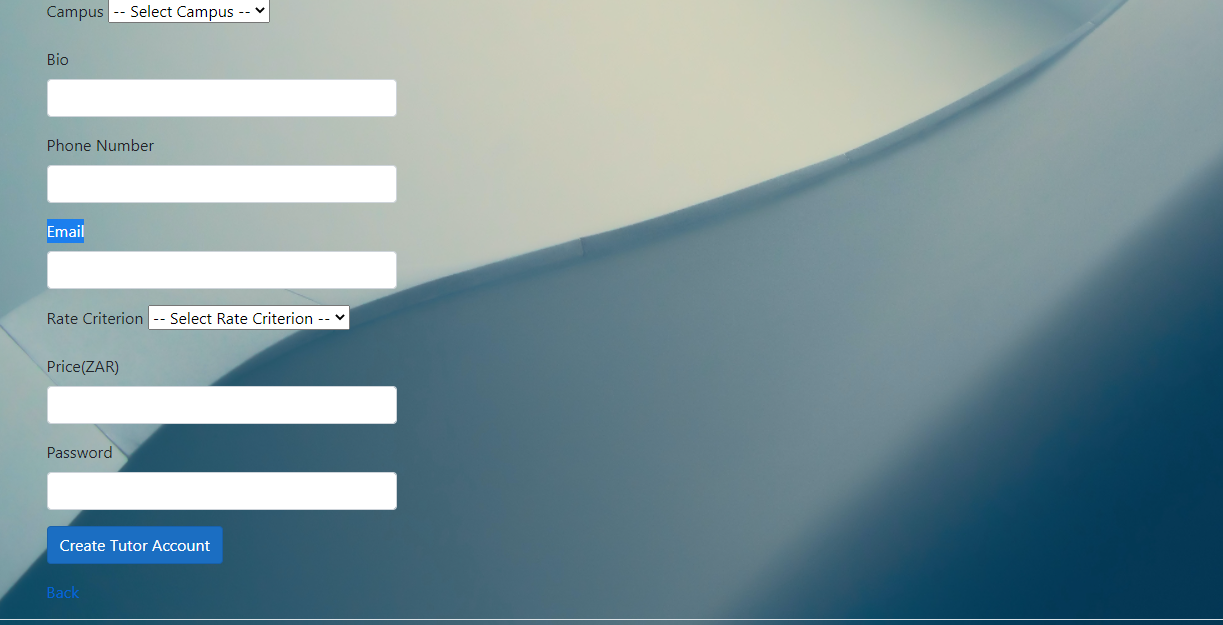 Campus -- Select Campus --
Bio
Phone Number
Email
Rate Criterion -- Select Rate Criterion --
Price(ZAR)
Password
Create Tutor Account
Back